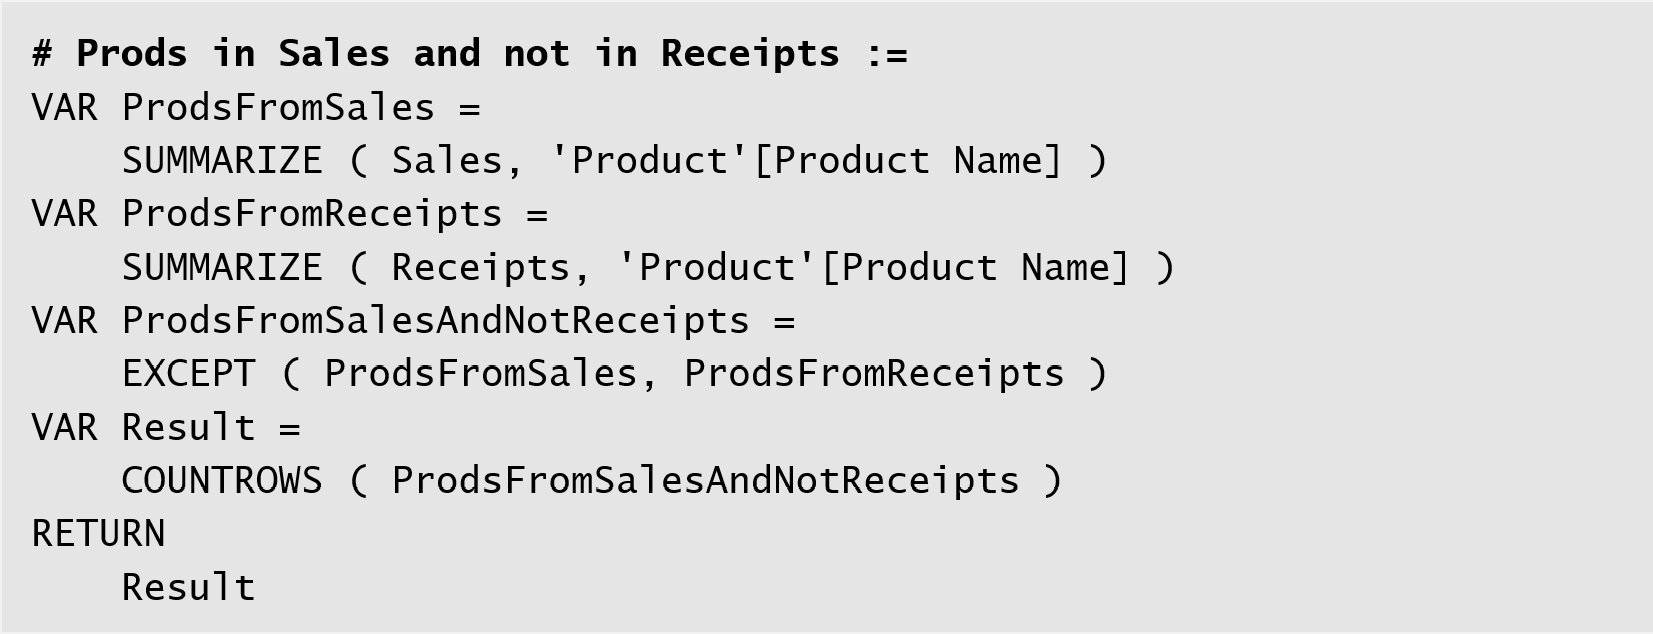 # Prods in Sales and not in Receipts :=
VAR ProdsFromSales =
    SUMMARIZE ( Sales, 'Product'[Product Name] )
VAR ProdsFromReceipts =
    SUMMARIZE ( Receipts, 'Product'[Product Name] )
VAR ProdsFromSalesAndNotReceipts =
    EXCEPT ( ProdsFromSales, ProdsFromReceipts )
VAR Result =
    COUNTROWS ( ProdsFromSalesAndNotReceipts )
RETURN
    Result